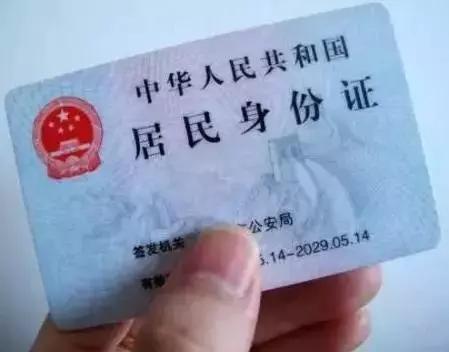 中华人民共和国
居民身份证
签发机关 公安局
.14-2029.05.14